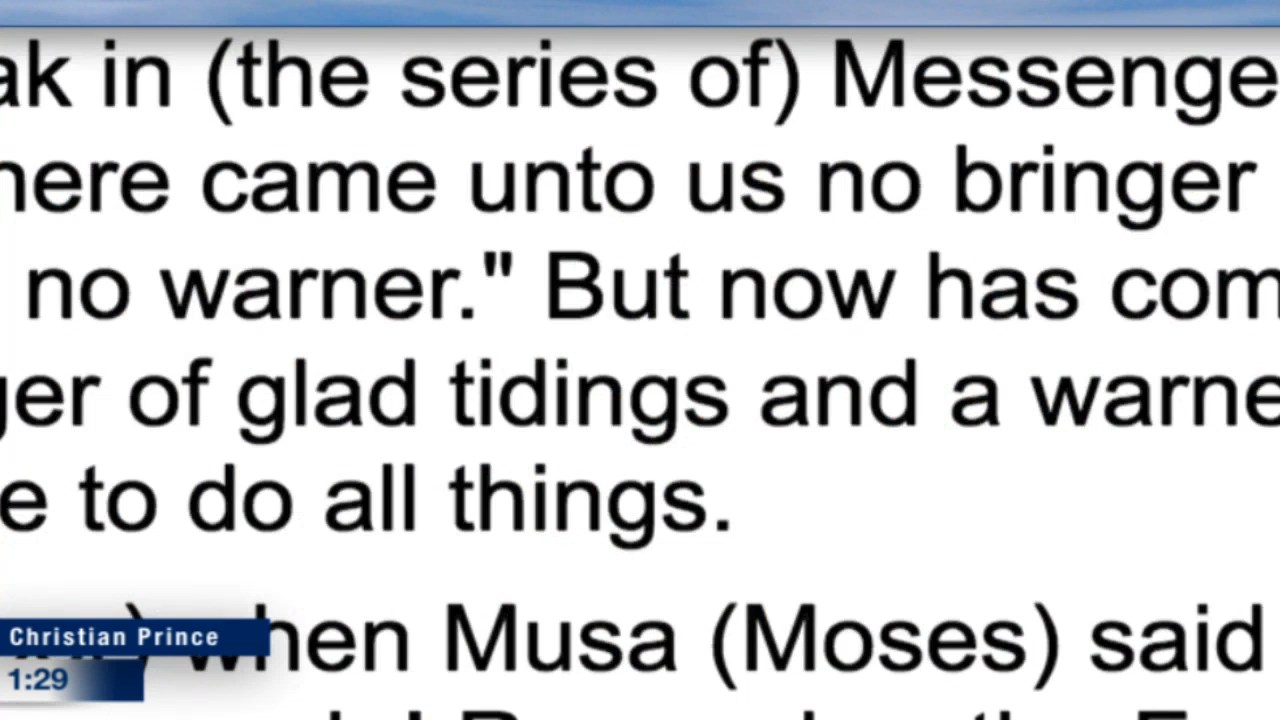 ak in (the series of) Messenge
here came unto us no bringer
no warner." But now has com
ger of glad tidings and a warne
e to do all things.
when Musa (Moses) said
Christian Prince
1:29